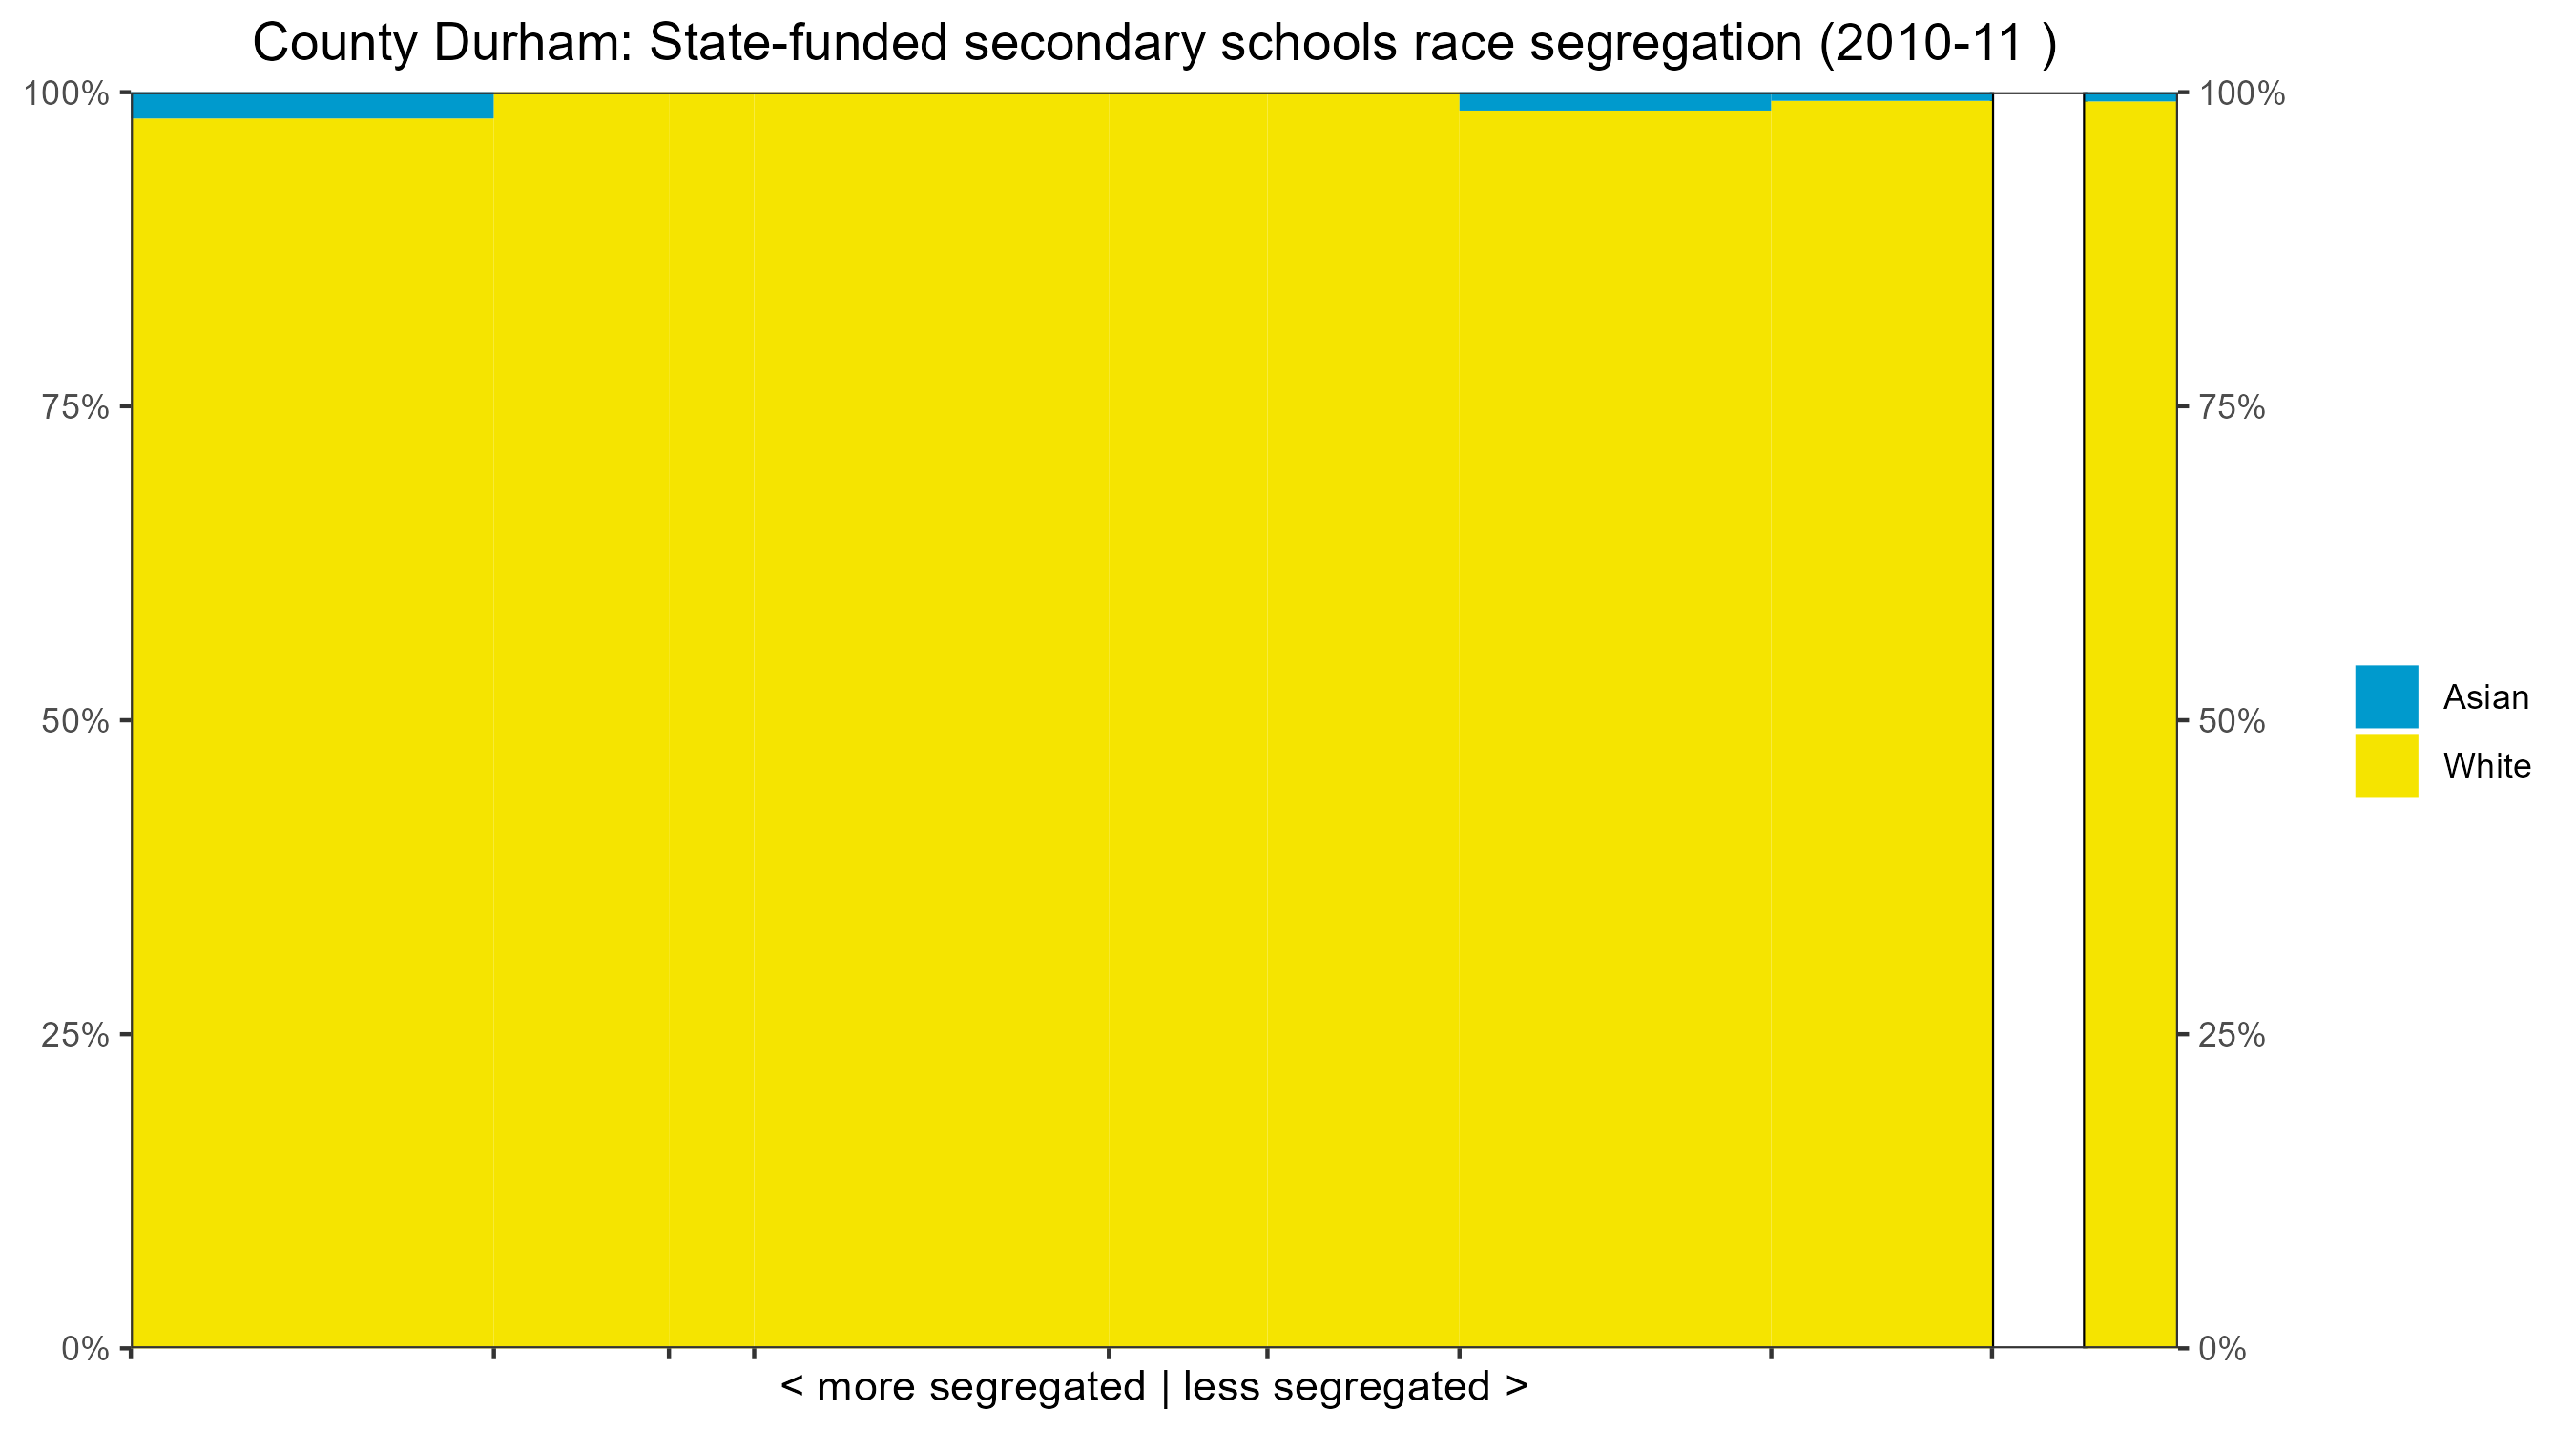 County Durham: State-funded secondary schools race segregation (2010-11 )
100%
75%
50%
25%
0%
100%
75%
50%
25%
0%
Asian
White
< more segregated | less segregated >